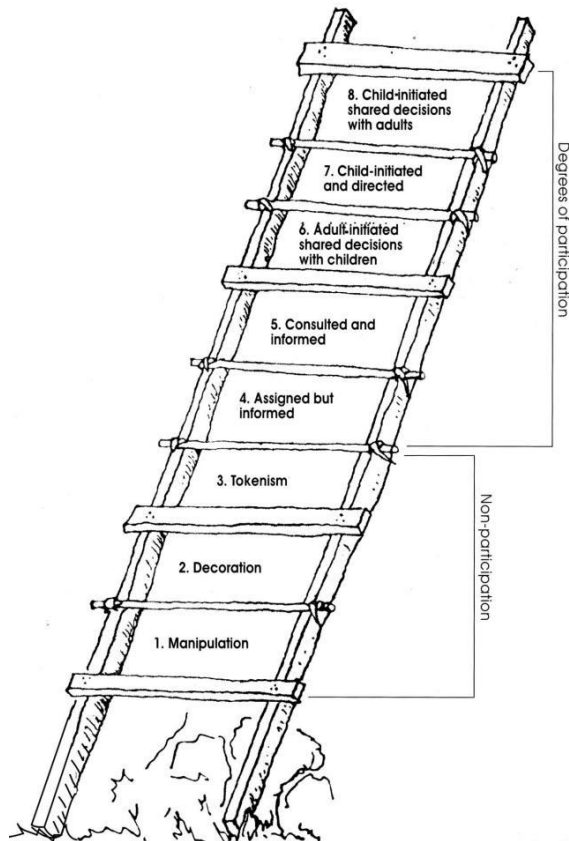 8. Child-initiated
shared decisions
with adults
7. Child-initiated
and directed
6. Adult-initiated
shared decisions
with children
5. Consulted and
informed
4. Assigned but
informed
3. Tokenism
2. Decoration
1. Manipulation
Degrees of participation
Non-participation